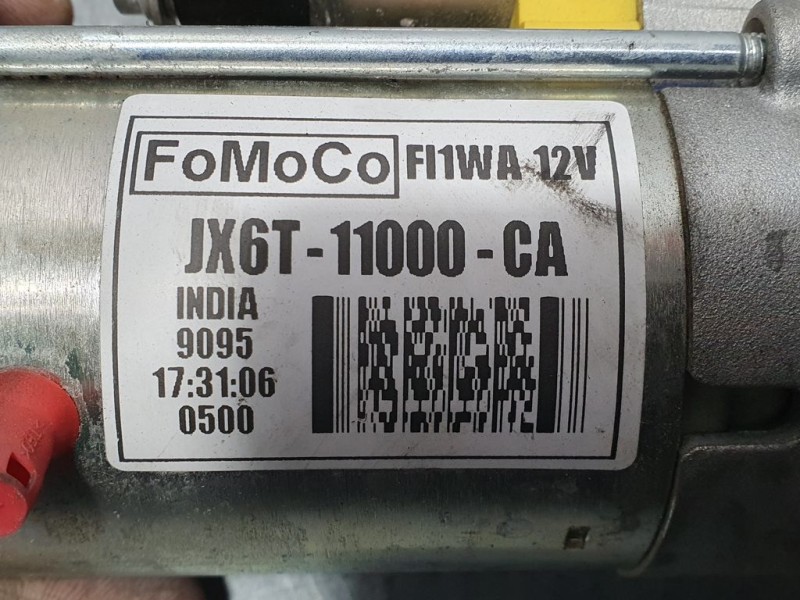 FoMoCo FI1WA 12V
JX6T-11000-CA
INDIA
9095
17:31:06
0500